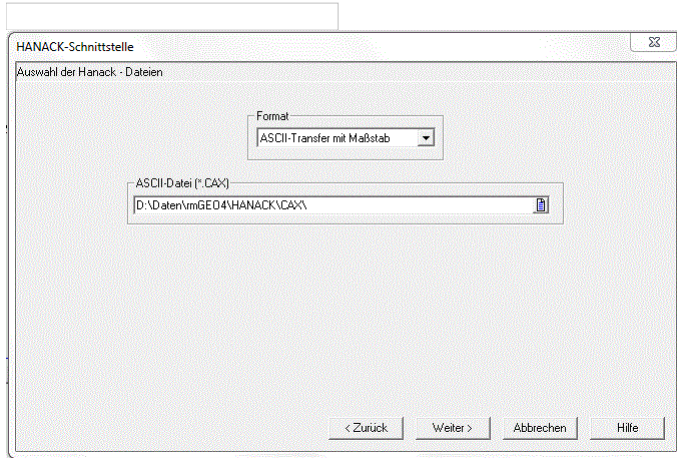 HANACK-Schnittstelle
Auswahl der Hanack - Dateien
Format
ASCII-Transfer mit Maßstab
ASCII-Datei (*.CAX)
D:\Daten\rmGEO4\HANACK\CAX\
< Zurück Weiter > Abbrechen Hilfe